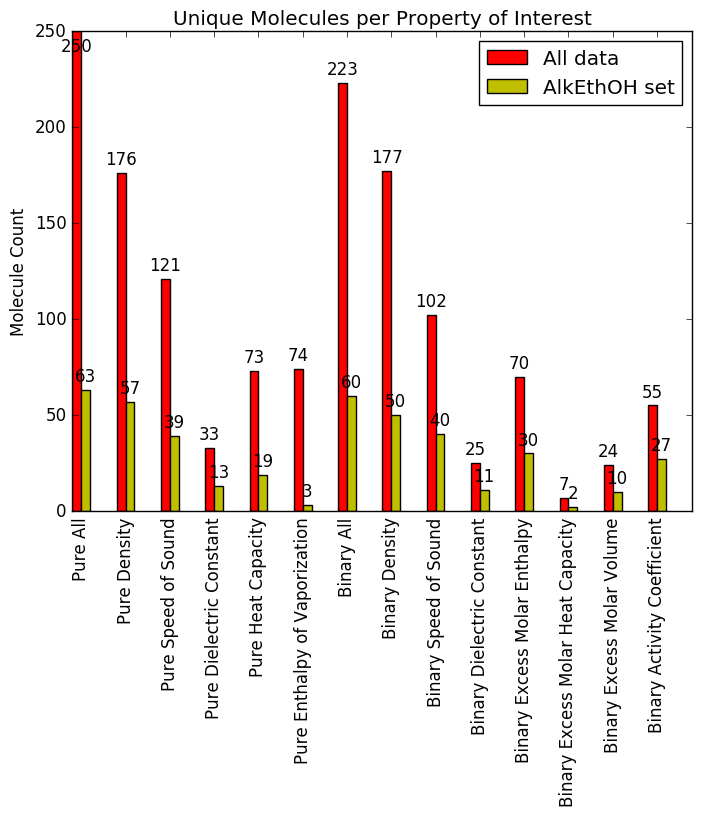 Unique Molecules per Property of Interest
All data
AlkEthOH set
Molecule Count
250
200
150
100
50
0
250
63
176
57
121
39
33
13
73
19
74
3
223
60
177
50
102
40
25
11
70
30
7
2
24
10
55
27
Pure All
Pure Density
Pure Speed of Sound
Pure Dielectric Constant
Pure Heat Capacity
Pure Enthalpy of Vaporization
Binary All
Binary Density
Binary Speed of Sound
Binary Dielectric Constant
Binary Excess Molar Enthalpy
Binary Excess Molar Heat Capacity
Binary Excess Molar Volume
Binary Activity Coefficient